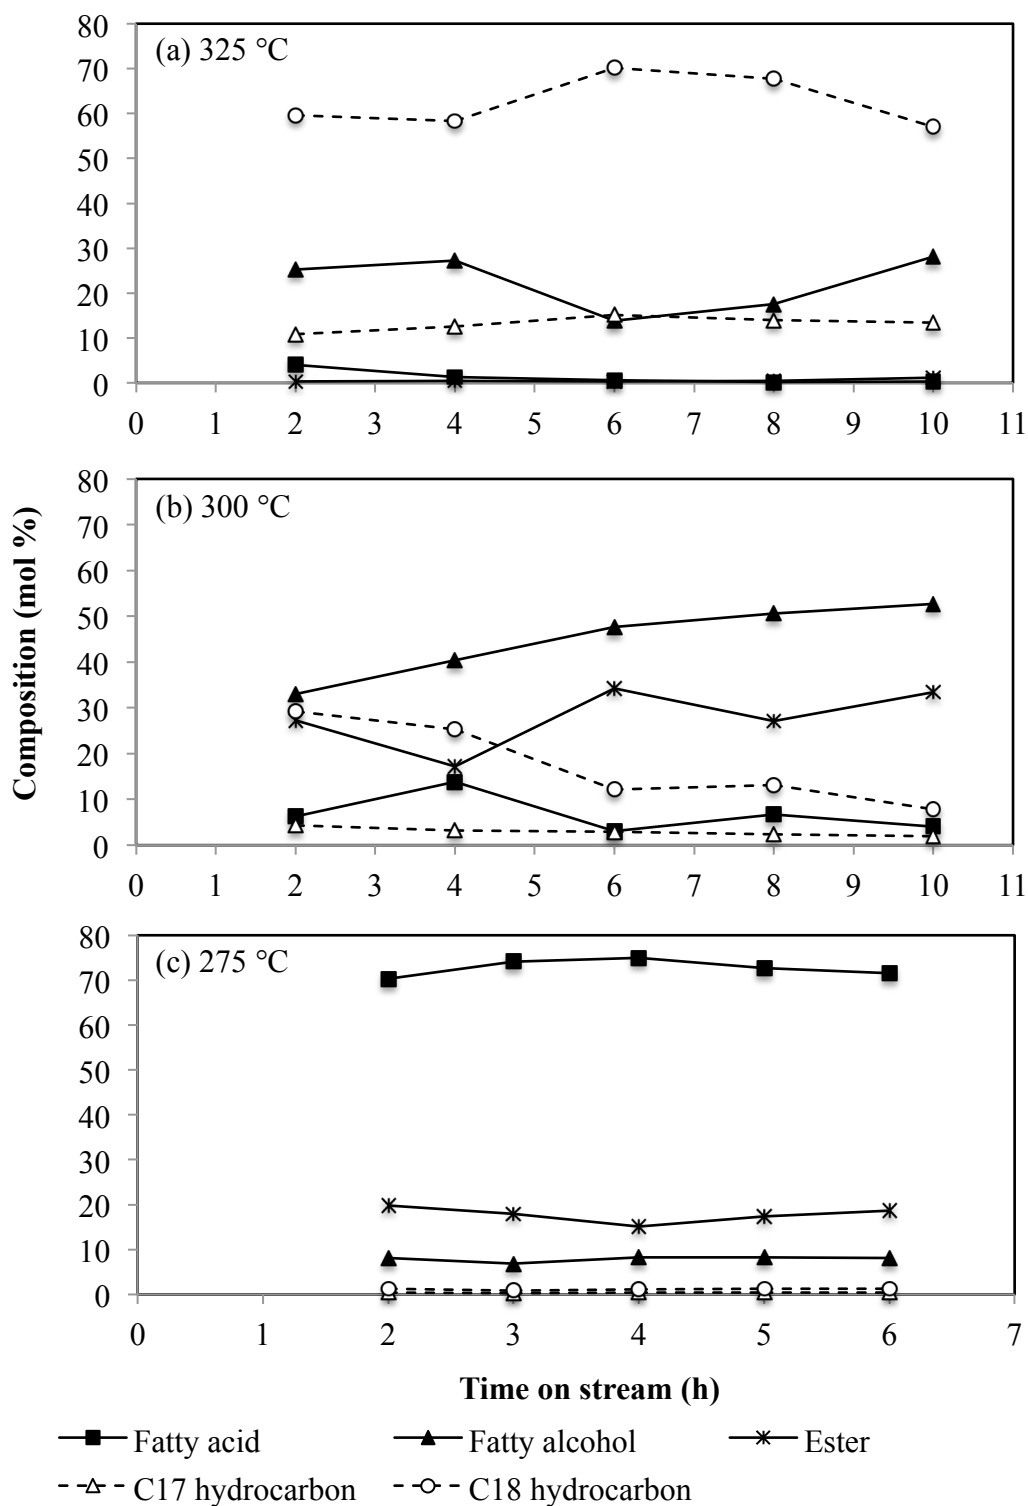 (a) 325 °C
80
70
60
50
40
30
20
10
0
0 1 2 3 4 5 6 7 8 9 10 11
(b) 300 °C
80
70
60
50
40
30
20
10
0
0 1 2 3 4 5 6 7 8 9 10 11
Composition (mol %)
(c) 275 °C
80
70
60
50
40
30
20
10
0
0 1 2 3 4 5 6 7
Time on stream (h)
Fatty acid Fatty alcohol Ester
C17 hydrocarbon C18 hydrocarbon